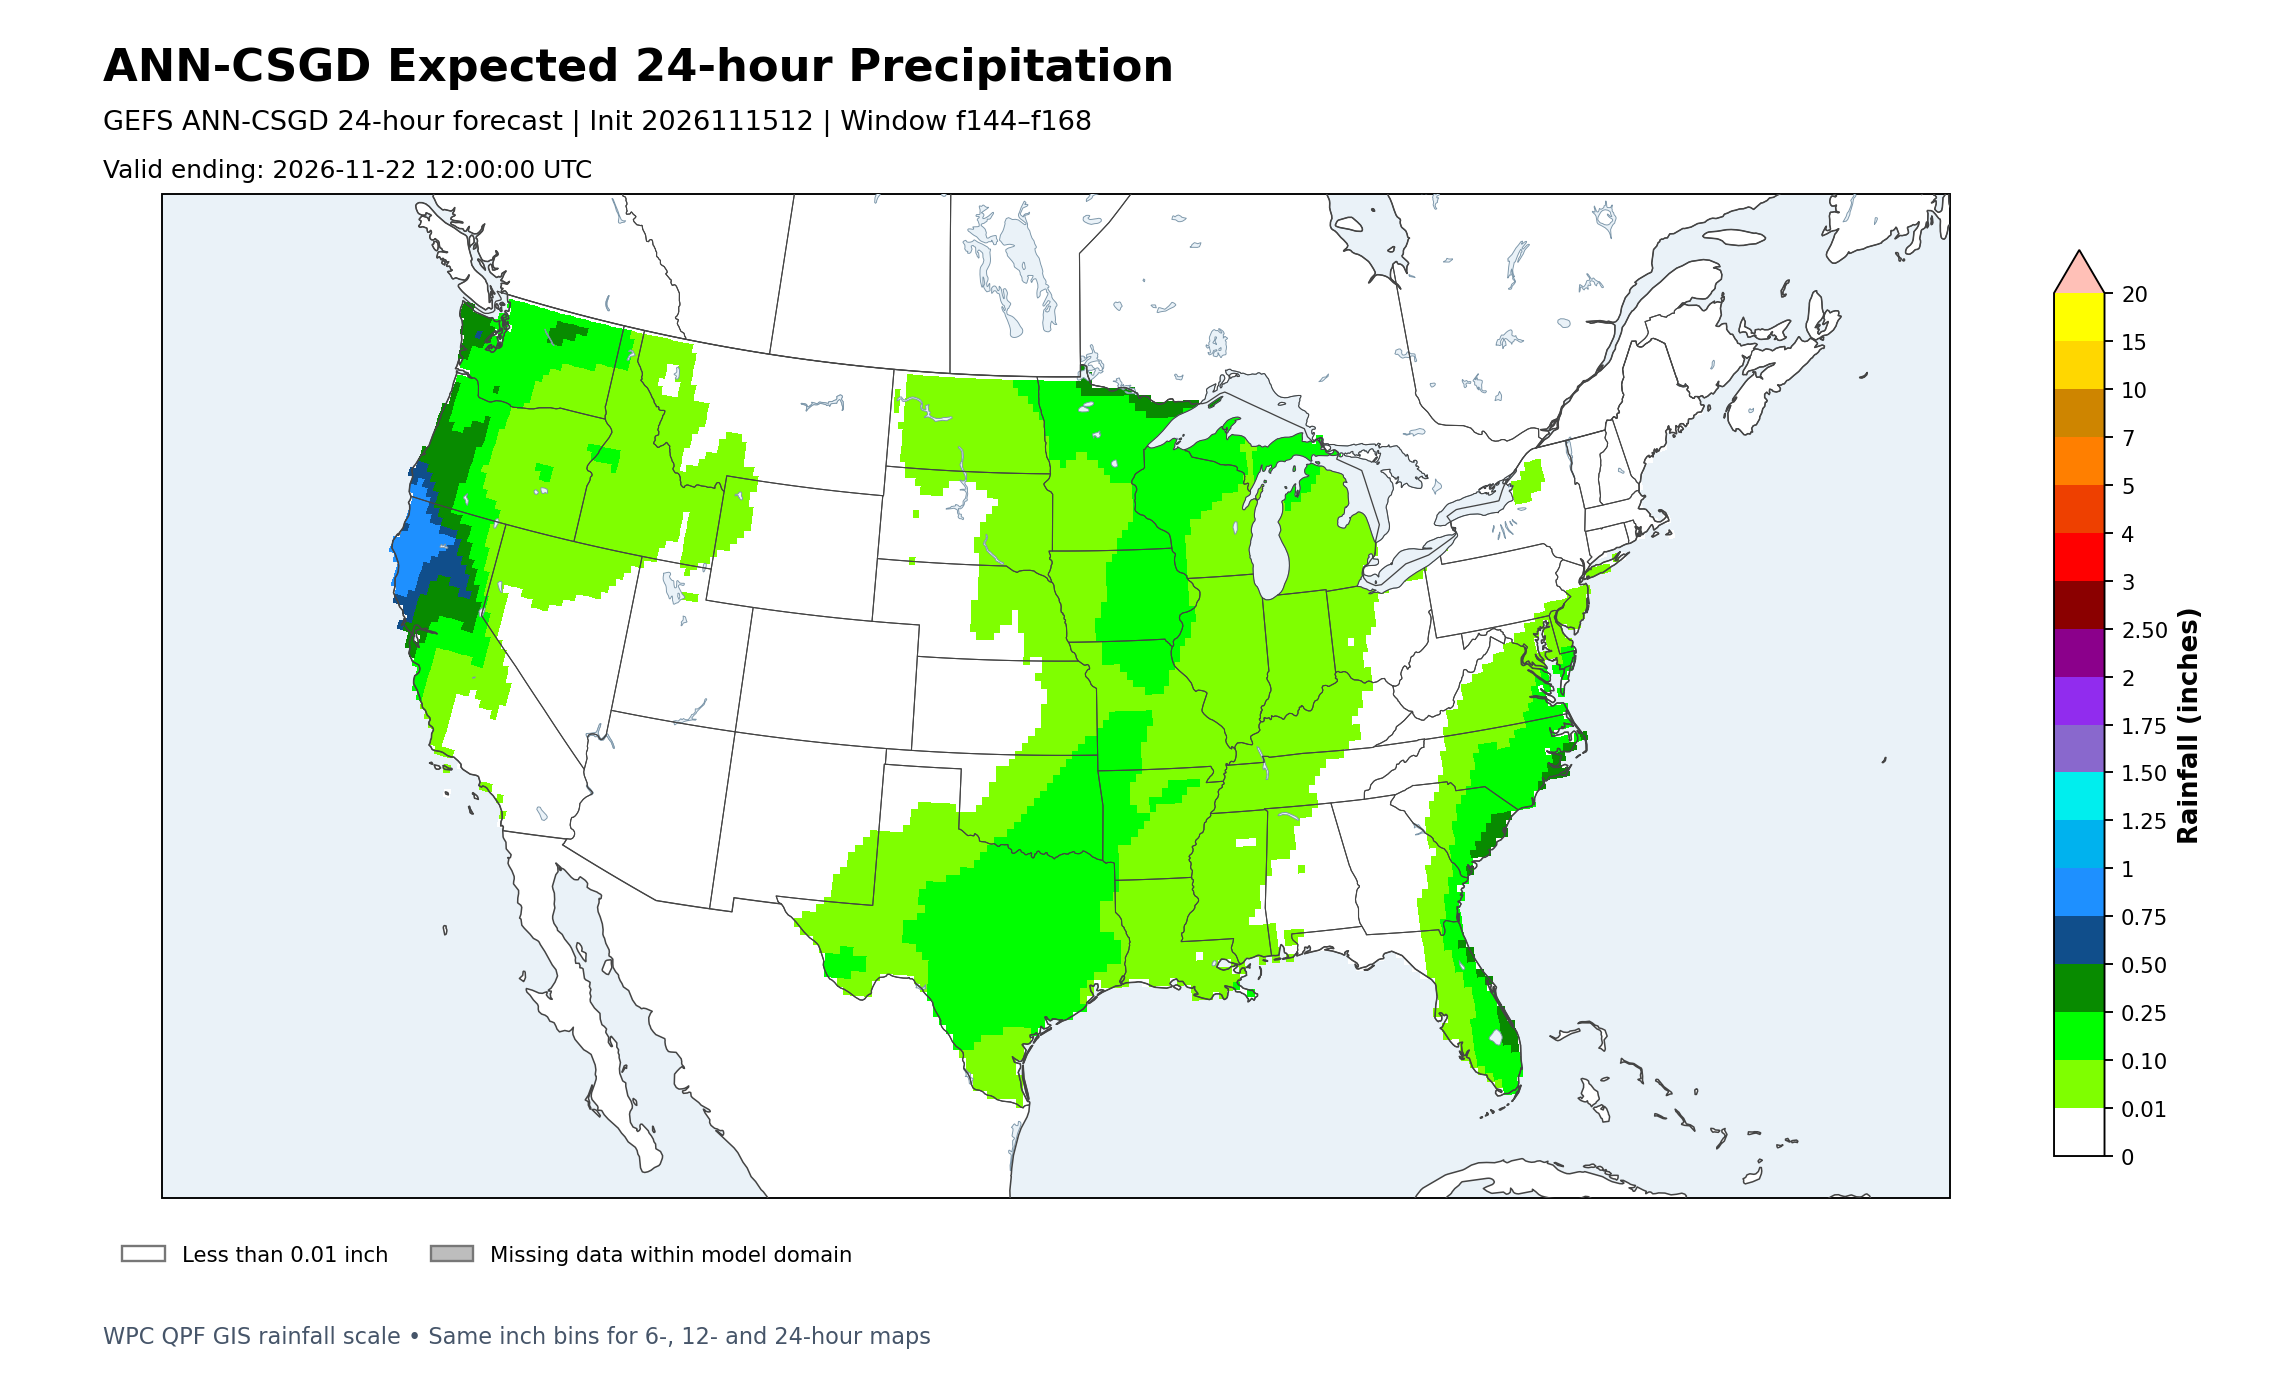 ANN-CSGD Expected 24-hour Precipitation
GEFS ANN-CSGD 24-hour forecast | Init 2026111512 | Window f144–f168
Valid ending: 2026-11-22 12:00:00 UTC
20
15
10
7
5
4
3
2.50
2
1.75
1.50
1.25
1
0.75
0.50
0.25
0.10
0.01
0
Rainfall (inches)
Less than 0.01 inch
Missing data within model domain
WPC QPF GIS rainfall scale • Same inch bins for 6-, 12- and 24-hour maps